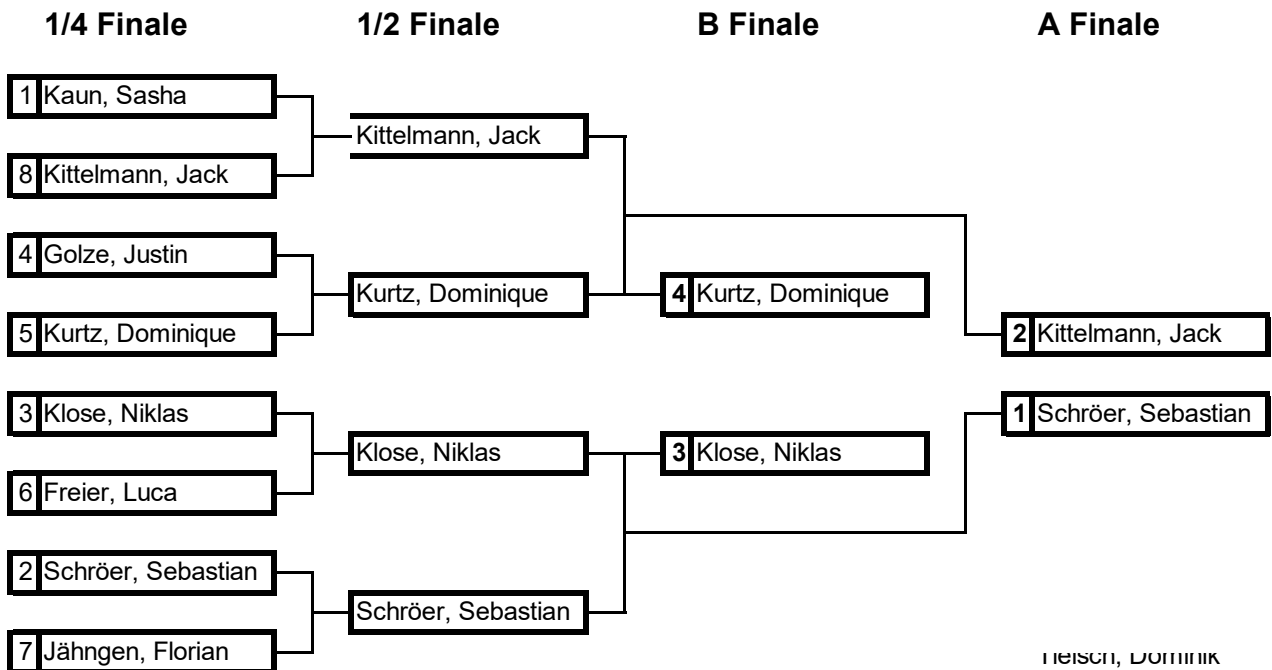 1/4 Finale 1/2 Finale B Finale A Finale
1 Kaun, Sasha
Kittelmann, Jack
8 Kittelmann, Jack
4 Golze, Justin
Kurtz, Dominique 4 Kurtz, Dominique
5 Kurtz, Dominique 2 Kittelmann, Jack
3 Klose, Niklas 1 Schröer, Sebastian
Klose, Niklas 3 Klose, Niklas
6 Freier, Luca
2 Schröer, Sebastian
Schröer, Sebastian
7 Jähngen, Florian Dominik